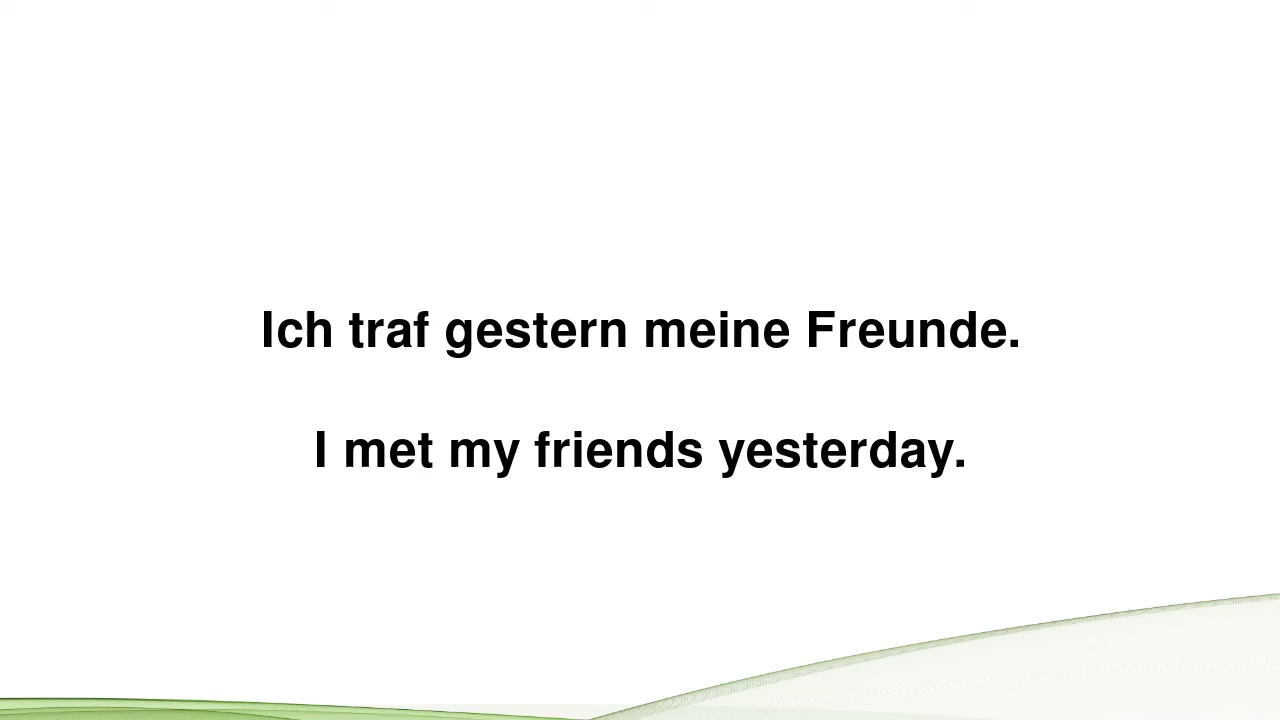 Ich traf gestern meine Freunde.
I met my friends yesterday.